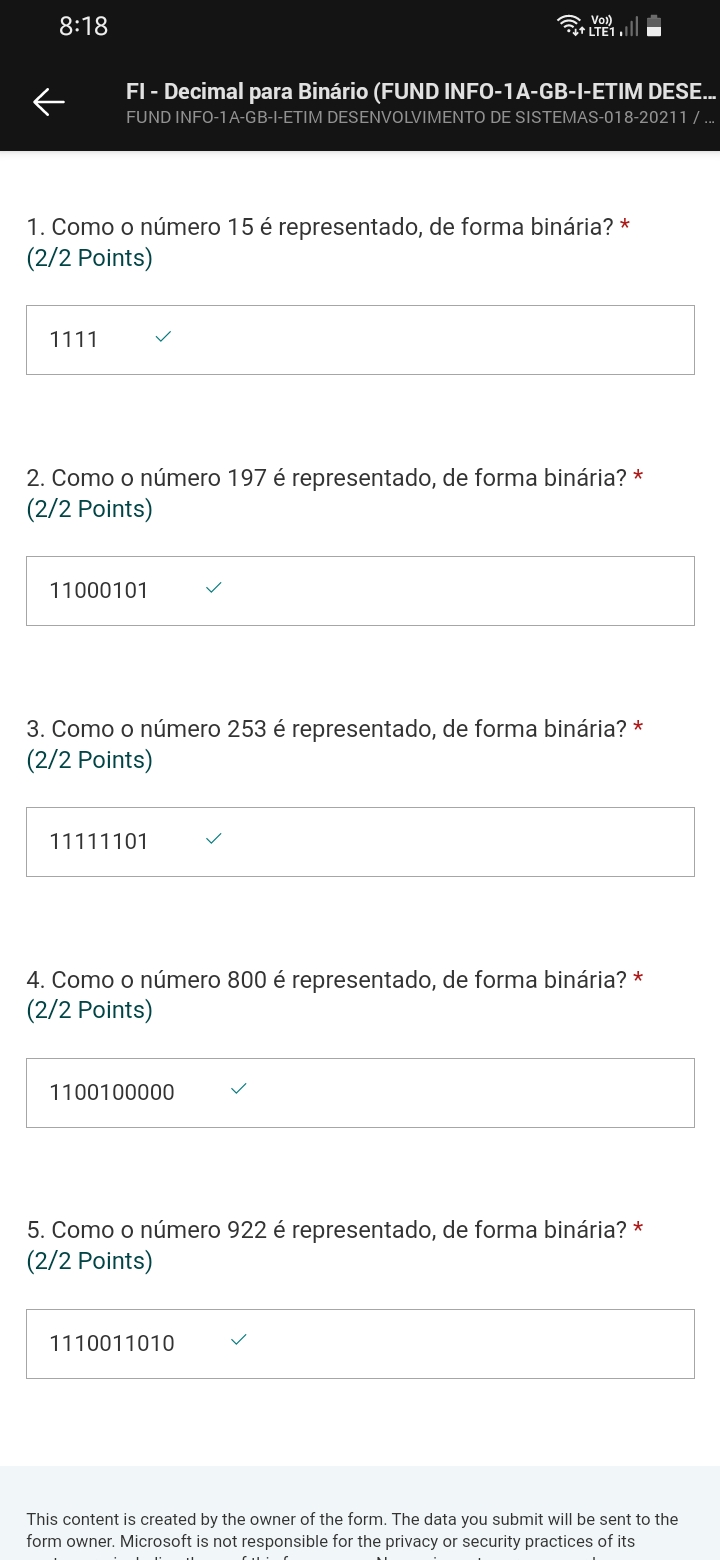 8:18
Vo))
LTE1
FI - Decimal para Binário (FUND INFO-1A-GB-I-ETIM DESE...
FUND INFO-1A-GB-I-ETIM DESENVOLVIMENTO DE SISTEMAS-018-20211 / ...
1. Como o número 15 é representado, de forma binária? *
(2/2 Points)
1111
2. Como o número 197 é representado, de forma binária? *
(2/2 Points)
11000101
3. Como o número 253 é representado, de forma binária? *
(2/2 Points)
11111101
4. Como o número 800 é representado, de forma binária? *
(2/2 Points)
1100100000
5. Como o número 922 é representado, de forma binária? *
(2/2 Points)
1110011010
This content is created by the owner of the form. The data you submit will be sent to the
form owner. Microsoft is not responsible for the privacy or security practices of its